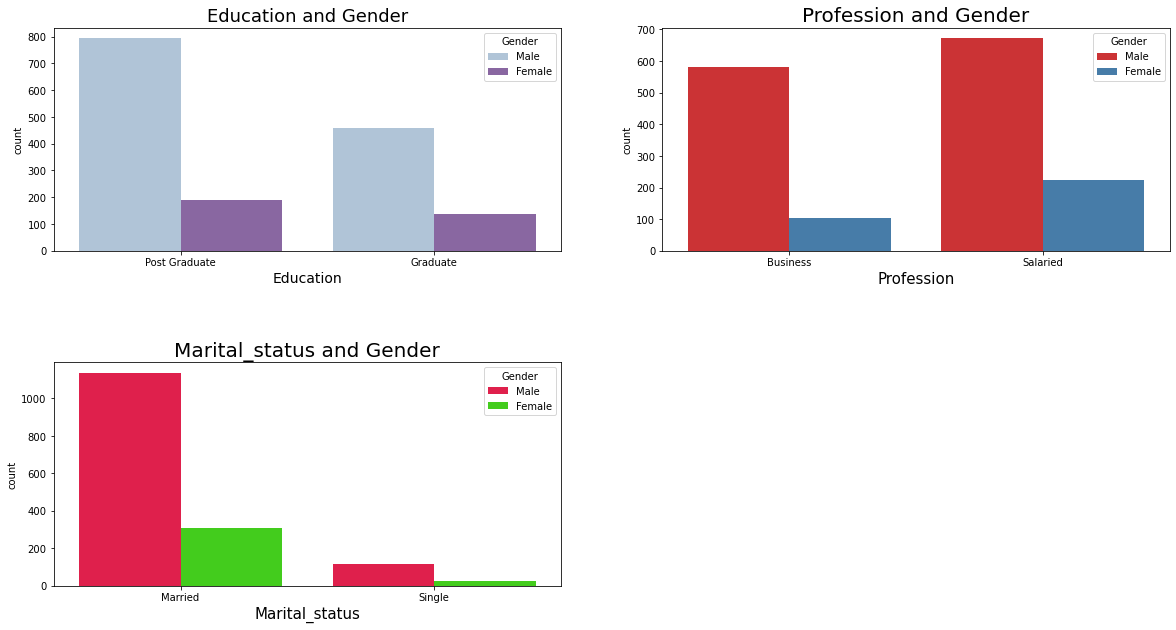 Education and Gender
Gender
Male
Female
800
700
600
500
400
300
200
100
0
count
Post Graduate
Graduate
Education
Profession and Gender
Gender
Male
Female
700
600
500
400
300
200
100
0
count
Business
Salaried
Profession
Marital_status and Gender
Gender
Male
Female
1000
800
600
400
200
0
count
Married
Single
Marital_status